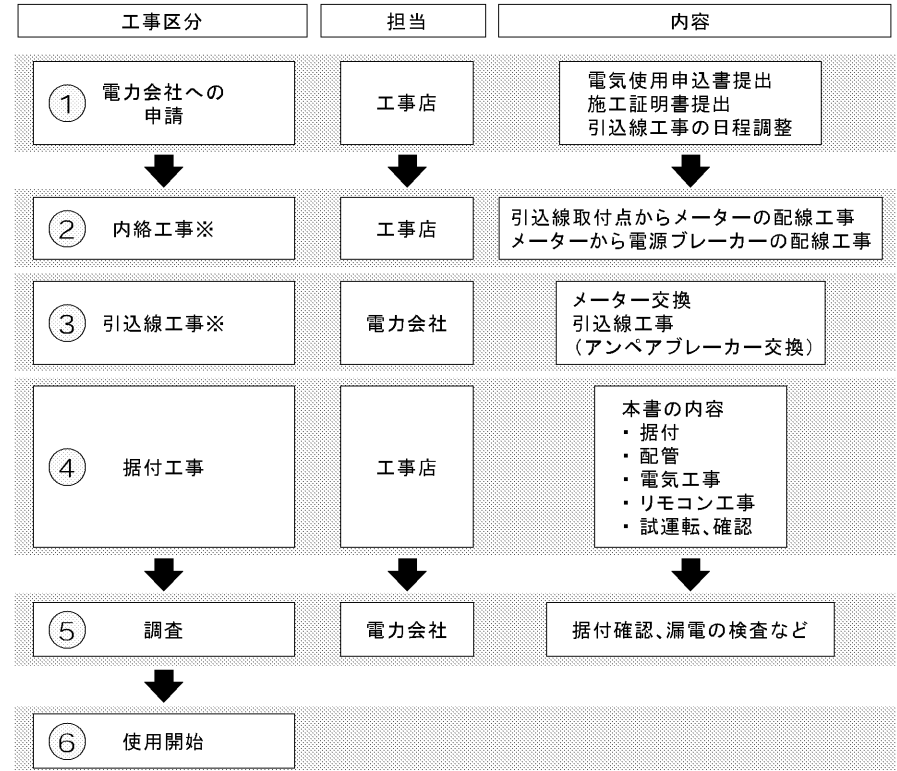 工事区分 担当 内容
① 電力会社への
申請
工事店
電気使用申込書提出
施工証明書提出
引込線工事の日程調整
② 内絡工事※
工事店
引込線取付点からメーターの配線工事
メーターから電源ブレーカーの配線工事
③ 引込線工事※
電力会社
メーター交換
引込線工事
(アンペアブレーカー交換)
④ 据付工事
工事店
本書の内容
・据付
・配管
・電気工事
・リモコン工事
・試運転、確認
⑤ 調査
電力会社
据付確認、漏電の検査など
⑥ 使用開始